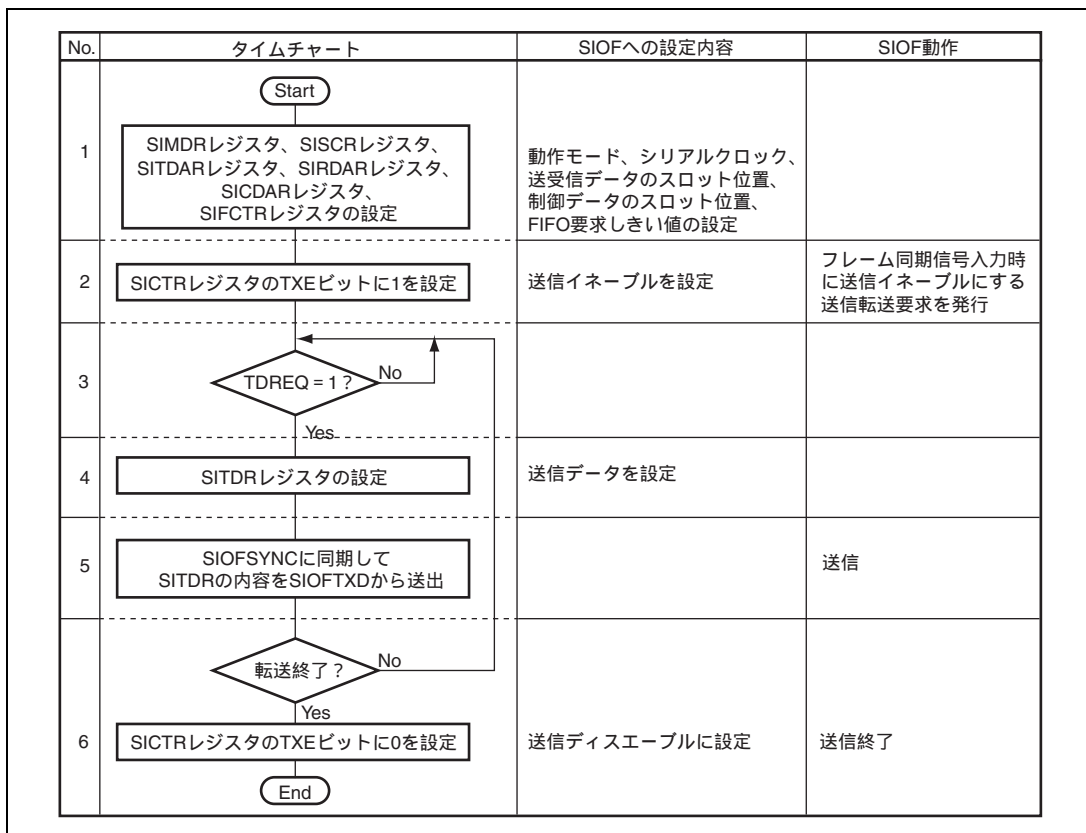 No. タイムチャート SIOFへの設定内容 SIOF動作
Start
1
SIMDRレジスタ、SISCRレジスタ、
SITDARレジスタ、SIRDARレジスタ、
SICDARレジスタ、
SIFCTRレジスタの設定
動作モード、シリアルクロック、
送受信データのスロット位置、
制御データのスロット位置、
FIFO要求しきい値の設定
2
SICTRレジスタのTXEビットに1を設定
送信イネーブルを設定
フレーム同期信号入力時
に送信イネーブルにする
送信転送要求を発行
3
TDREQ = 1?
No
Yes
4
SITDRレジスタの設定
送信データを設定
5
SIOFSYNCに同期して
SITDRの内容をSIOFTXDから送出
送信
転送終了?
No
Yes
6
SICTRレジスタのTXEビットに0を設定
送信ディスエーブルに設定
送信終了
End